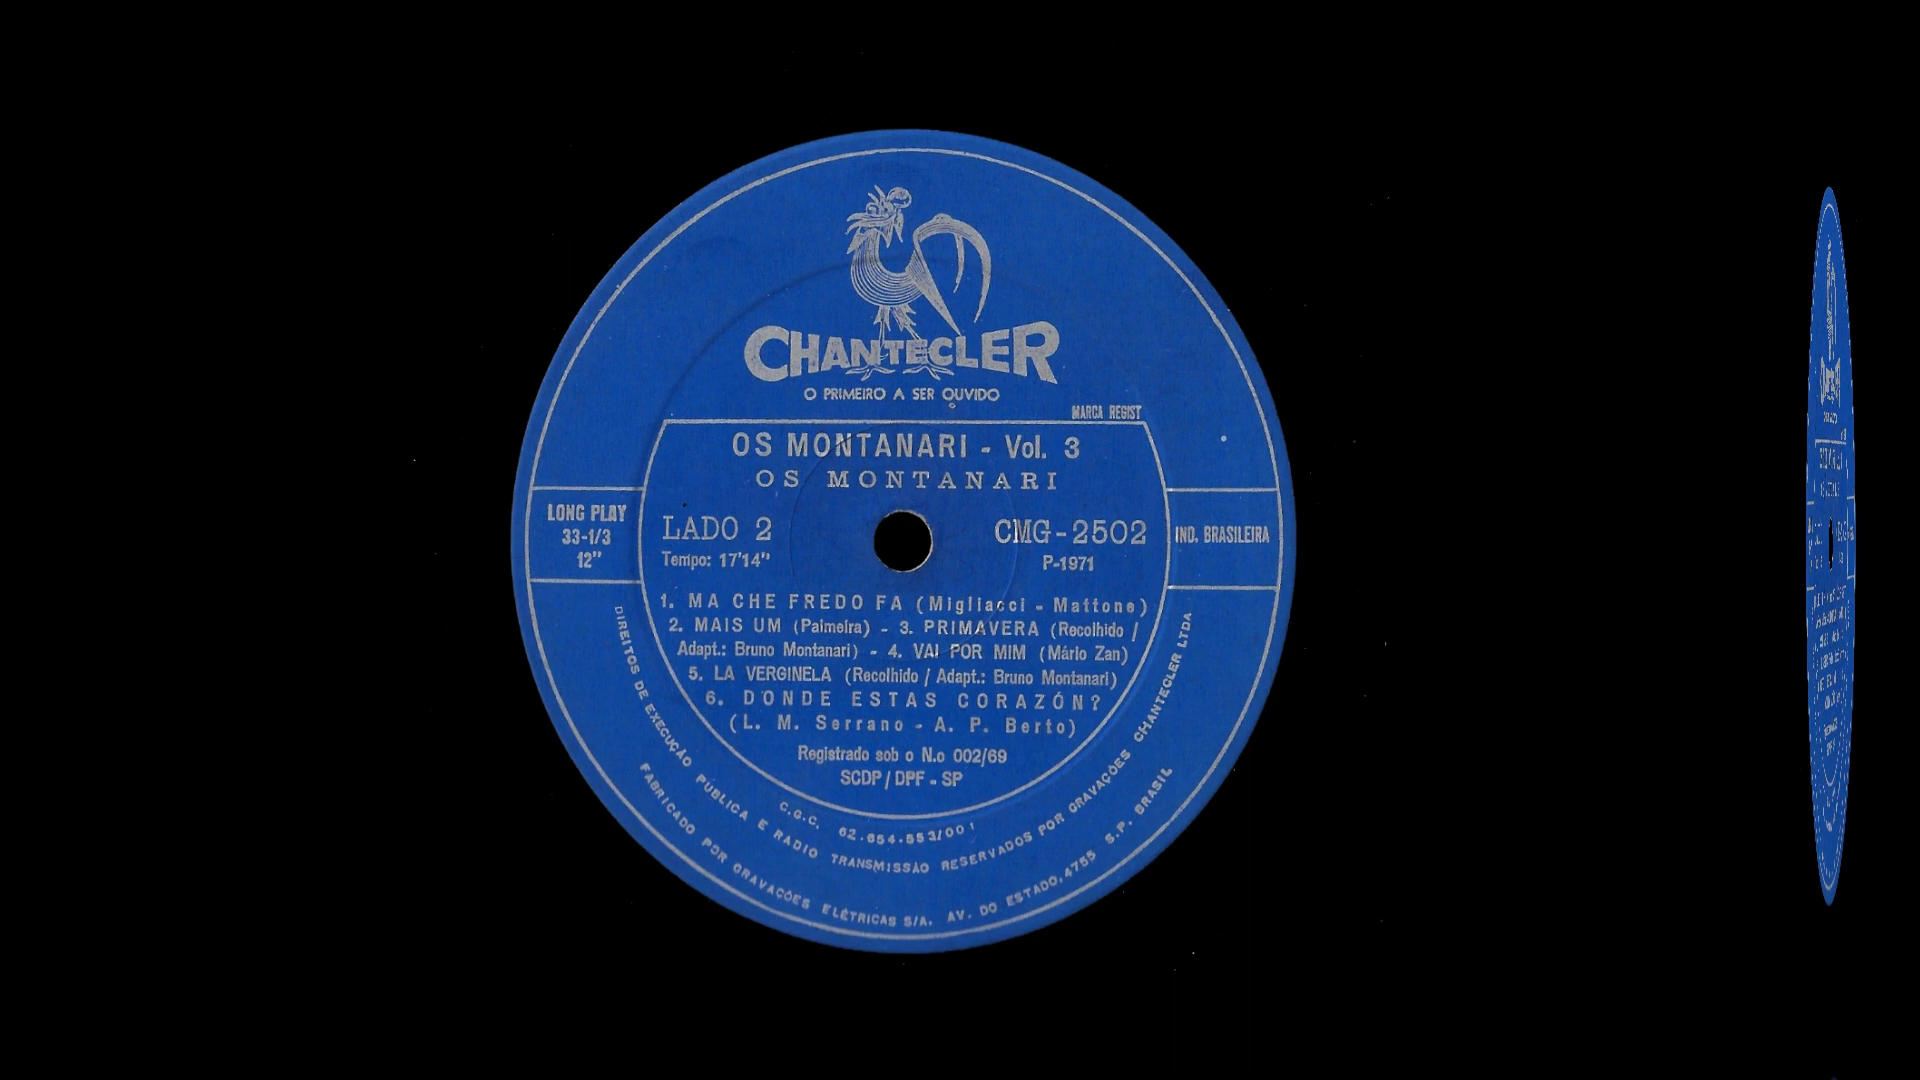 CHANTECLER
O PRIMEIRO A SER OUVIDO
MARCA REGIST
OS MONTANARI - Vol. 3
OS MONTANARI
LONG PLAY
33-1/3
12"
LADO 2
Tempo: 17'14"
CMG-2502
P-1971
IND. BRASILEIRA
1. MA CHE FREDO FA (Migliacci - Mattone)
2. MAIS UM (Palmeira) - 3. PRIMAVERA (Recolhido /
Adapt.: Bruno Montanari) - 4. VAI POR MIM (Mário Zan)
5. LA VERGINELA (Recolhido / Adapt.: Bruno Montanari)
6. DONDE ESTAS CORAZÓN?
(L. M. Serrano - A. P. Berto)
Registrado sob o N.o 002/69
SCDP / DPF - SP
C.G.C. 62.654.553/001
DIREITOS DE EXECUÇÃO PÚBLICA E RADIO TRANSMISSÃO RESERVADOS POR GRAVAÇÕES CHANTECLER LTDA
FABRICADO POR GRAVAÇÕES ELÉTRICAS S/A. AV. DO ESTADO, 4755 S.P. BRASIL